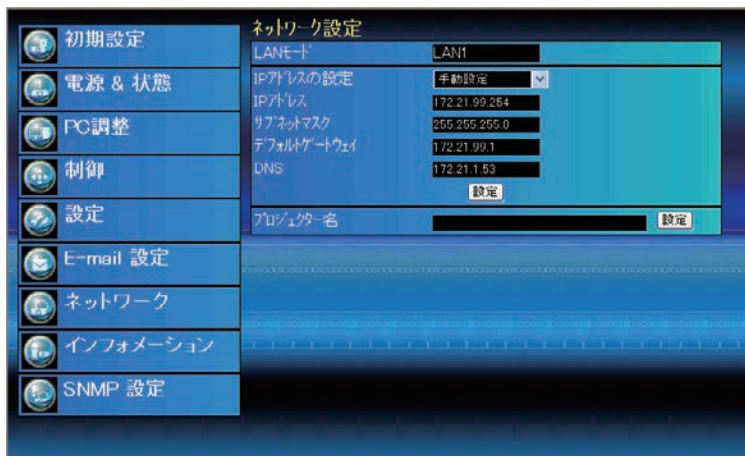 初期設定
電源 & 状態
PC調整
制御
設定
E-mail 設定
ネットワーク
インフォメーション
SNMP 設定
ネットワーク設定
LANモード LAN1
IPアドレスの設定 手動設定
IPアドレス 172.21.99.254
サブネットマスク 255.255.255.0
デフォルトゲートウェイ 172.21.99.1
DNS 172.21.1.53
設定
プロジェクター名 設定